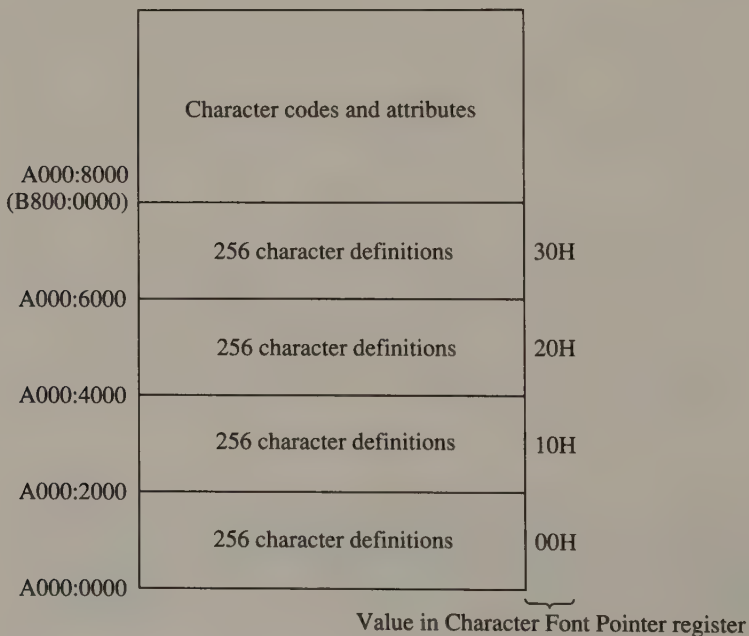 Character codes and attributes
A000:8000
(B800:0000)
256 character definitions 30H
A000:6000
256 character definitions 20H
A000:4000
256 character definitions 10H
A000:2000
256 character definitions 00H
A000:0000
Value in Character Font Pointer register